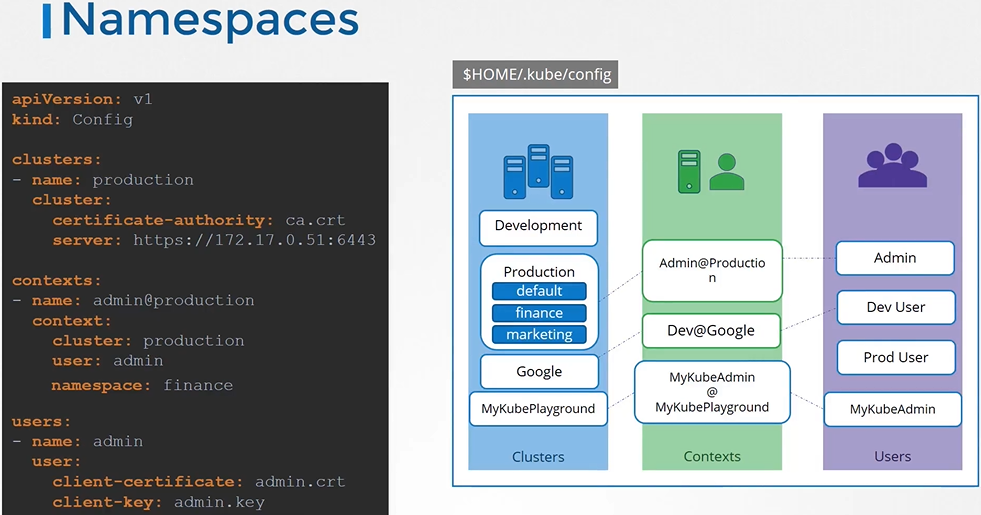 Namespaces
apiVersion: v1
kind: Config
clusters:
- name: production
cluster:
certificate-authority: ca.crt
server: https://172.17.0.51:6443
contexts:
- name: admin@production
context:
cluster: production
user: admin
namespace: finance
users:
- name: admin
user:
client-certificate: admin.crt
client-key: admin.key
$HOME/.kube/config
Development
Production
default
finance
marketing
Google
MyKubePlayground
Clusters
Admin@Productio
n
Dev@Google
MyKubeAdmin
@
MyKubePlayground
Contexts
Admin
Dev User
Prod User
MyKubeAdmin
Users